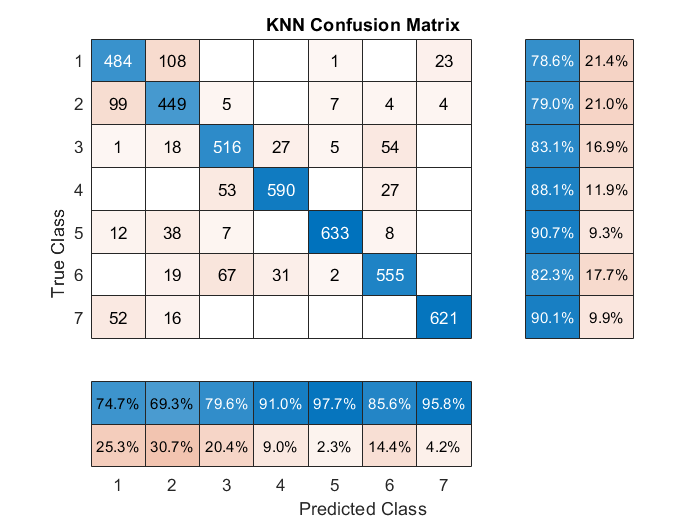 KNN Confusion Matrix
True Class
1 484 108 1 23 78.6% 21.4%
2 99 449 5 7 4 4 79.0% 21.0%
3 1 18 516 27 5 54 83.1% 16.9%
4 53 590 27 88.1% 11.9%
5 12 38 7 633 8 90.7% 9.3%
6 19 67 31 2 555 82.3% 17.7%
7 52 16 621 90.1% 9.9%
74.7% 69.3% 79.6% 91.0% 97.7% 85.6% 95.8%
25.3% 30.7% 20.4% 9.0% 2.3% 14.4% 4.2%
1 2 3 4 5 6 7
Predicted Class